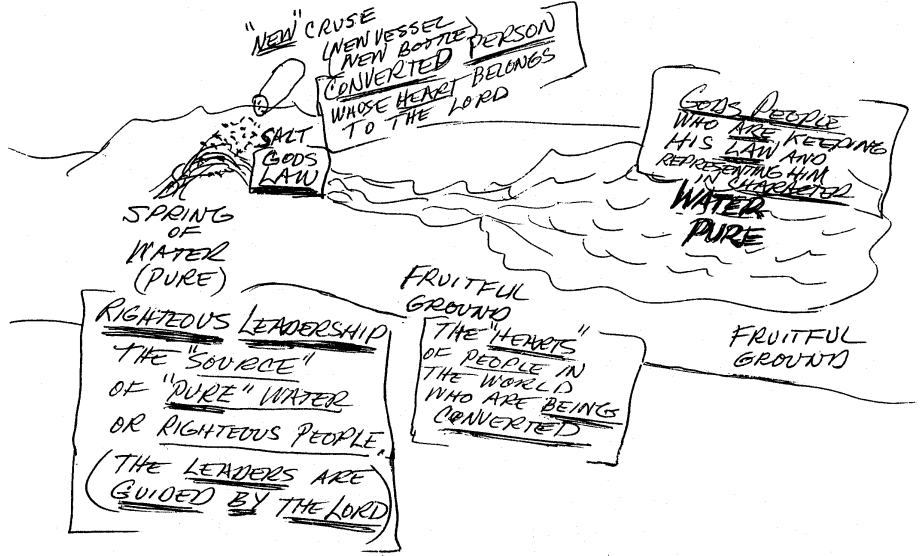 "NEW" CRUSE
(NEW VESSEL
(NEW BOTTLE)
CONVERTED PERSON
WHOSE HEART BELONGS
TO THE LORD
SALT
GODS
LAW
GODS PEOPLE
WHO ARE KEEPING
HIS LAW AND
REPRESENTING HIM
IN CHARACTER
WATER
PURE
SPRING
OF
WATER
(PURE)
RIGHTEOUS LEADERSHIP
THE "SOURCE"
OF "PURE" WATER
OR RIGHTEOUS PEOPLE.
(THE LEADERS ARE
GUIDED BY THE LORD)
FRUITFUL
GROUND
THE "HEARTS"
OF PEOPLE IN
THE WORLD
WHO ARE BEINGS
CONVERTED
FRUITFUL
GROUND